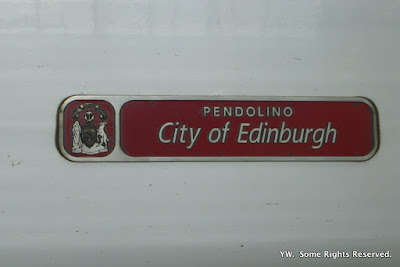 PENDOLINO
City of Edinburgh
YW. Some Rights Reserved.